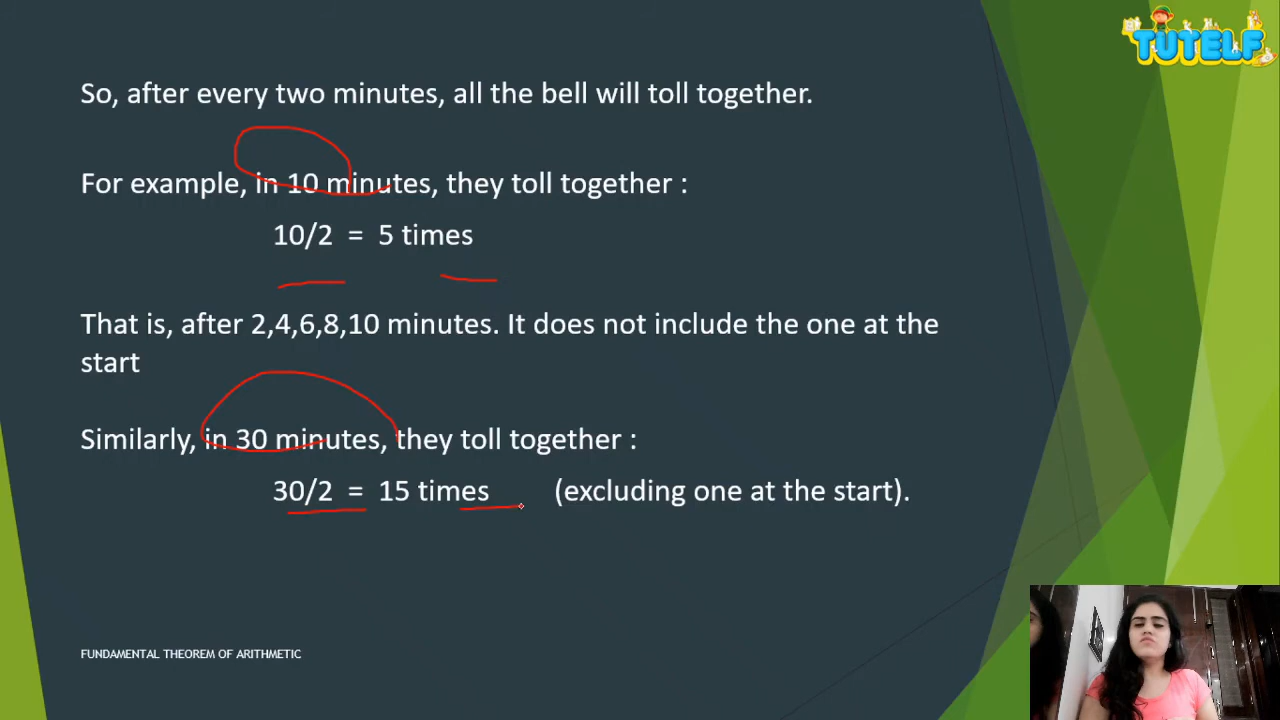 TUTELF
So, after every two minutes, all the bell will toll together.
For example, in 10 minutes, they toll together :
10/2 = 5 times
That is, after 2,4,6,8,10 minutes. It does not include the one at the
start
Similarly, in 30 minutes, they toll together :
30/2 = 15 times (excluding one at the start).
FUNDAMENTAL THEOREM OF ARITHMETIC